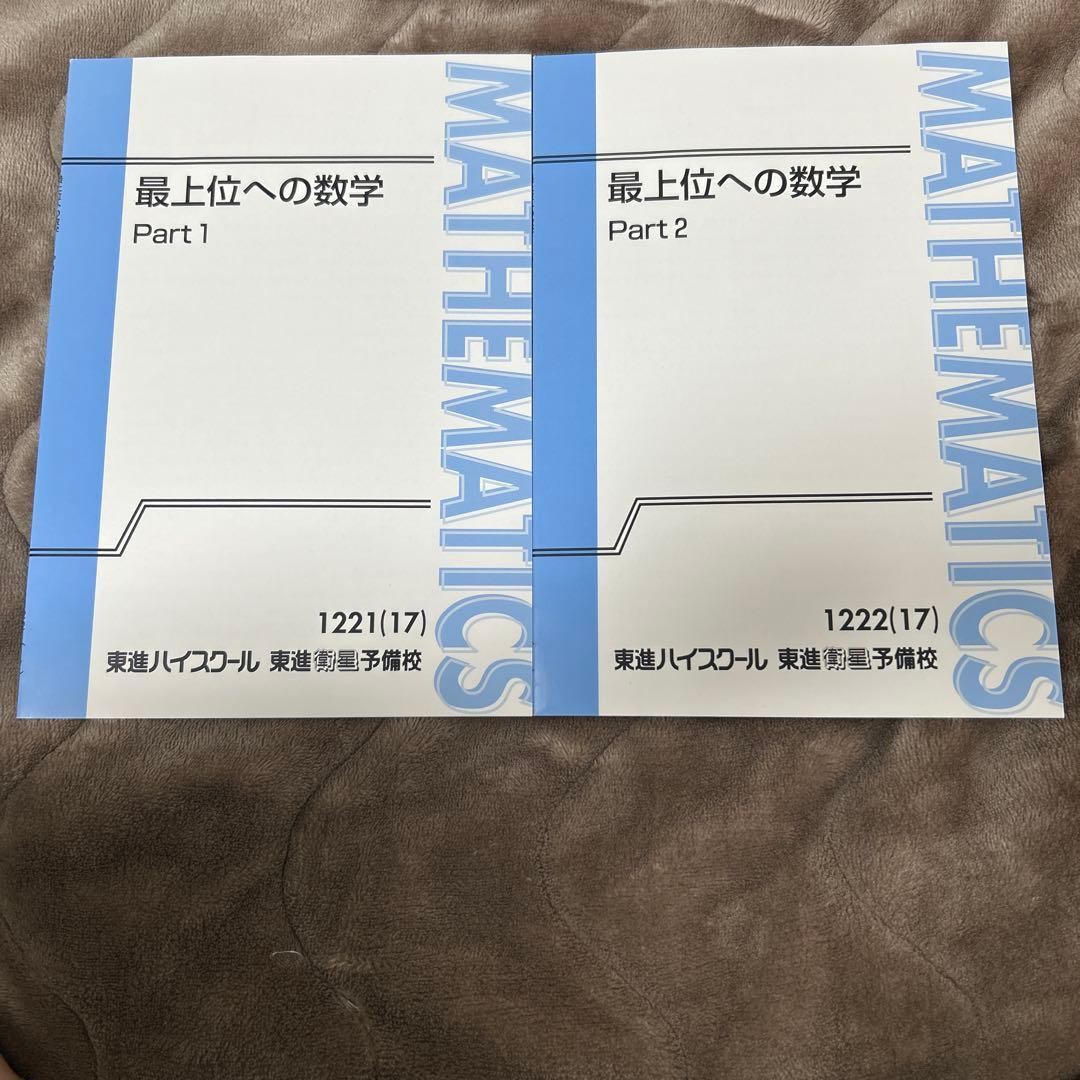 最上位への数学
Part 1
1221(17)
東進ハイスクール 東進衛星予備校
MATHEMATICS
最上位への数学
Part 2
1222(17)
東進ハイスクール 東進衛星予備校
MATHEMATICS